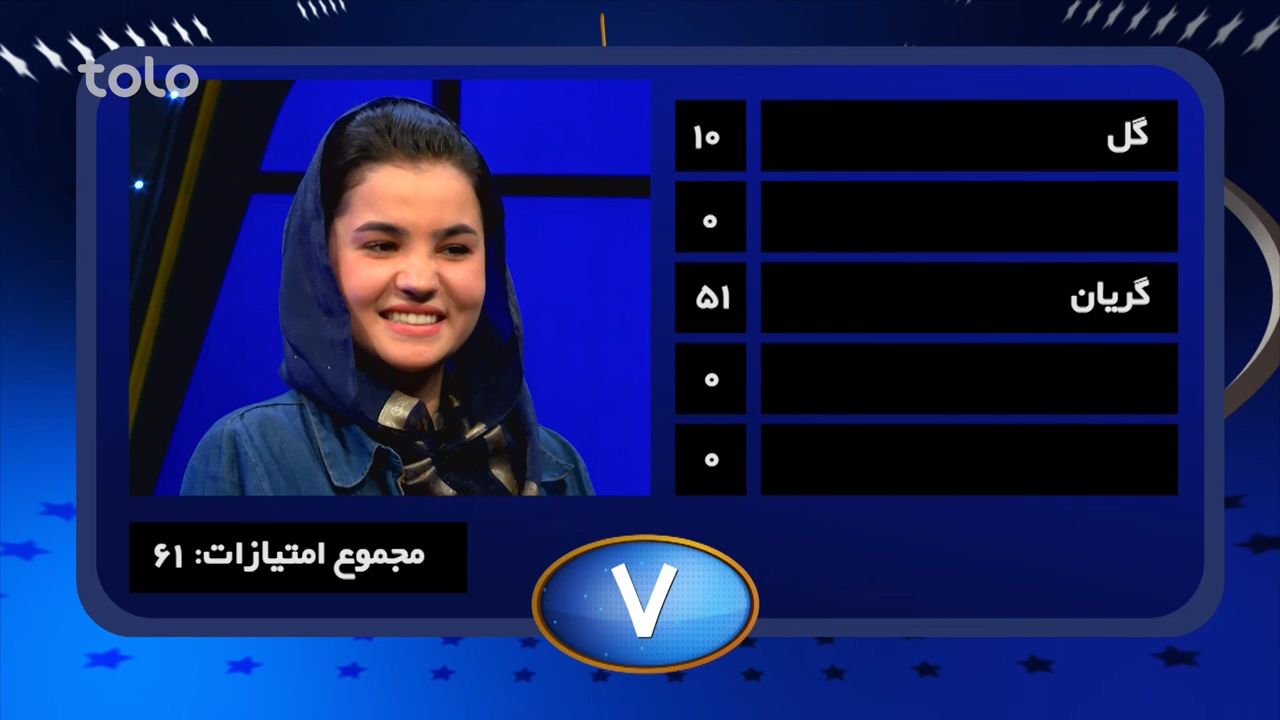 tolo
گل ۱۰
۰
گریان ۵۱
۰
۰
مجموع امتیازات: ۶۱
۷